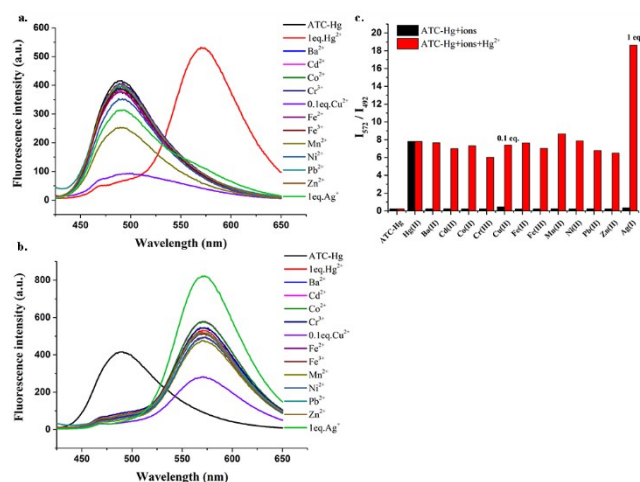 a.
600
500
400
300
200
100
0
450
500
550
600
650
Fluorescence intensity (a.u.)
Wavelength (nm)
ATC-Hg
1eq.Hg²⁺
Ba²⁺
Cd²⁺
Co²⁺
Cr³⁺
0.1eq.Cu²⁺
Fe²⁺
Fe³⁺
Mn²⁺
Ni²⁺
Pb²⁺
Zn²⁺
1eq.Ag⁺
b.
800
600
400
200
0
450
500
550
600
650
Fluorescence intensity (a.u.)
Wavelength (nm)
ATC-Hg
1eq.Hg²⁺
Ba²⁺
Cd²⁺
Co²⁺
Cr³⁺
0.1eq.Cu²⁺
Fe²⁺
Fe³⁺
Mn²⁺
Ni²⁺
Pb²⁺
Zn²⁺
1eq.Ag⁺
c.
ATC-Hg+ions
ATC-Hg+ions+Hg²⁺
1 eq.
0.1 eq.
20
18
16
14
12
10
8
6
4
2
0
I₅₇₂ / I₄₉₂
ATC-Hg
Hg(II)
Ba(II)
Cd(II)
Co(II)
Cr(III)
Cu(II)
Fe(II)
Fe(III)
Mn(II)
Ni(II)
Pb(II)
Zn(II)
Ag(I)